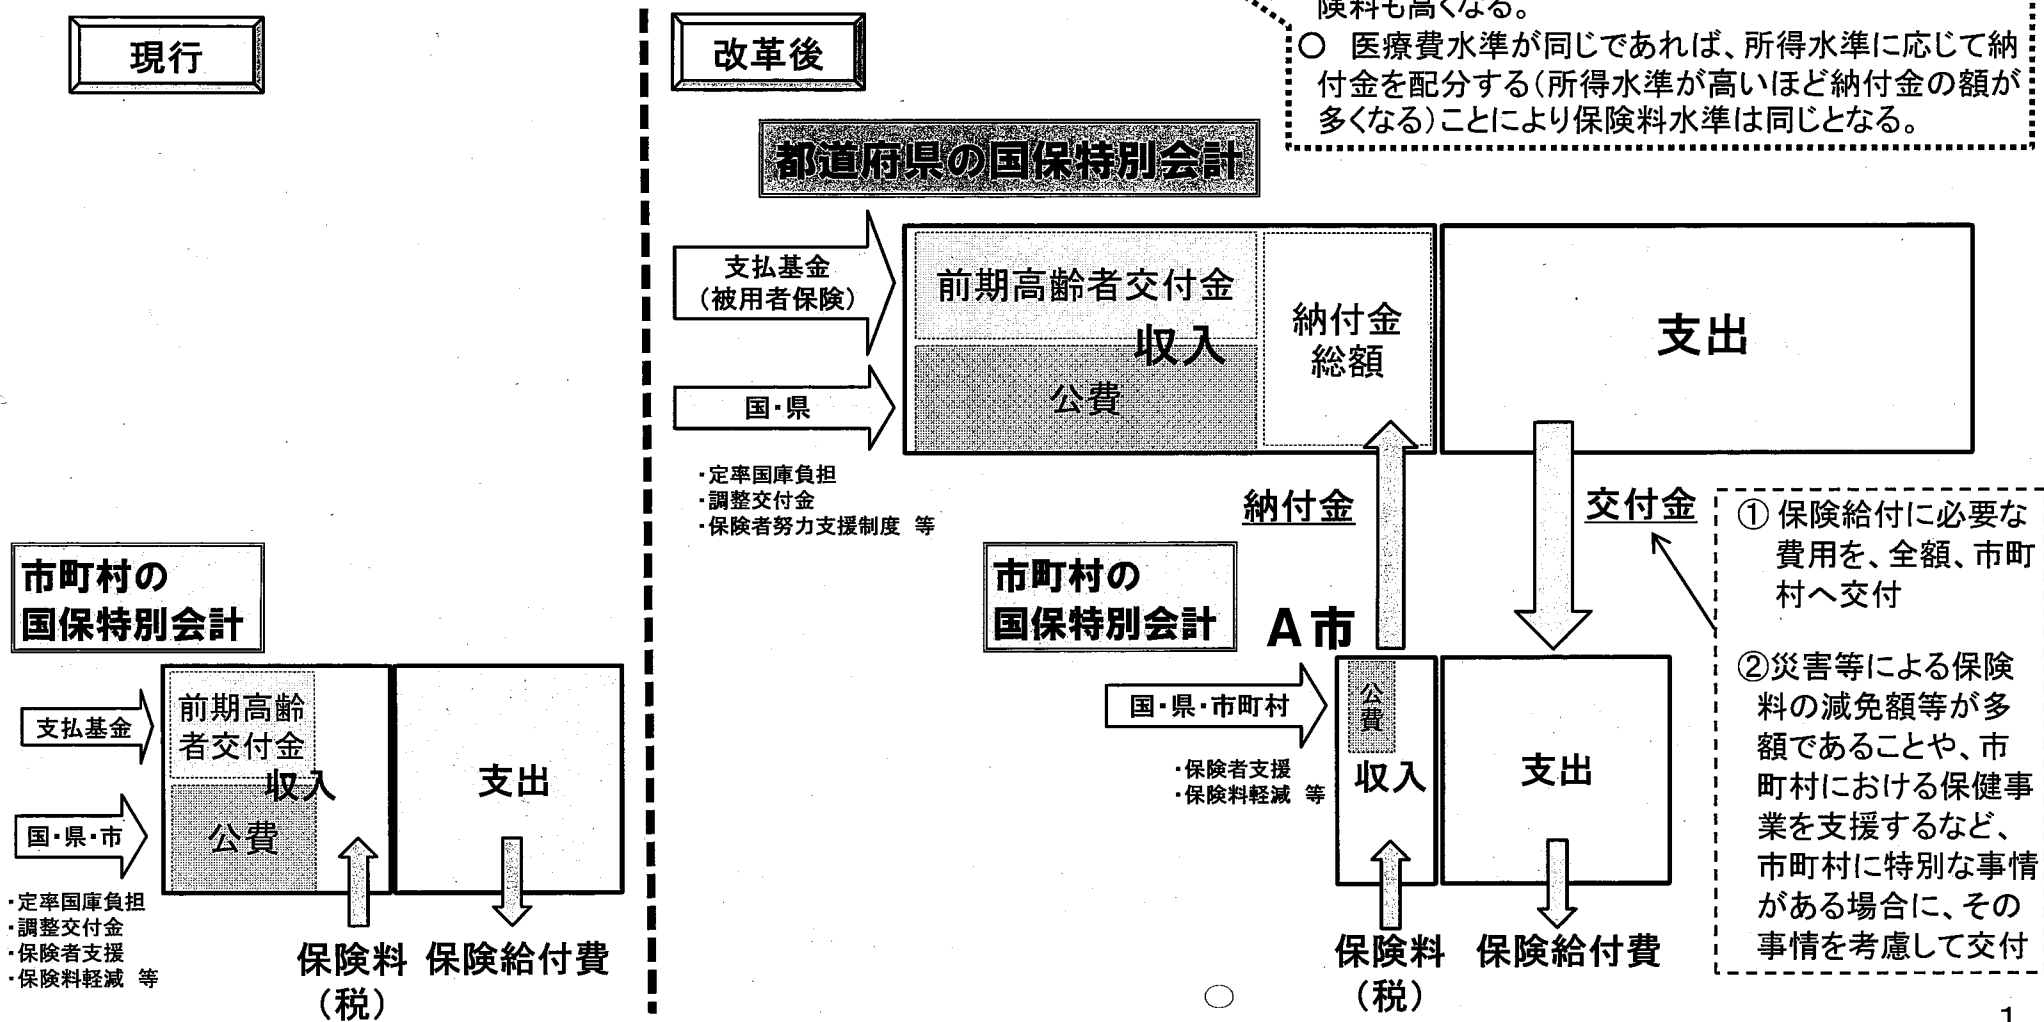 現行
市町村の
国保特別会計
支払基金
前期高齢
者交付金
収入
支出
国・県・市
公費
・定率国庫負担
・調整交付金
・保険者支援
・保険料軽減 等
保険料
(税)
保険給付費
改革後
険料も高くなる。
○ 医療費水準が同じであれば、所得水準に応じて納
付金を配分する(所得水準が高いほど納付金の額が
多くなる)ことにより保険料水準は同じとなる。
都道府県の国保特別会計
支払基金
(被用者保険)
前期高齢者交付金
収入
納付金
総額
支出
国・県
公費
・定率国庫負担
・調整交付金
・保険者努力支援制度 等
納付金
交付金
① 保険給付に必要な
費用を、全額、市町
村へ交付
②災害等による保険
料の減免額等が多
額であることや、市
町村における保健事
業を支援するなど、
市町村に特別な事情
がある場合に、その
事情を考慮して交付
市町村の
国保特別会計
A市
国・県・市町村
公費
・保険者支援
・保険料軽減 等
収入
支出
保険料
(税)
保険給付費
1